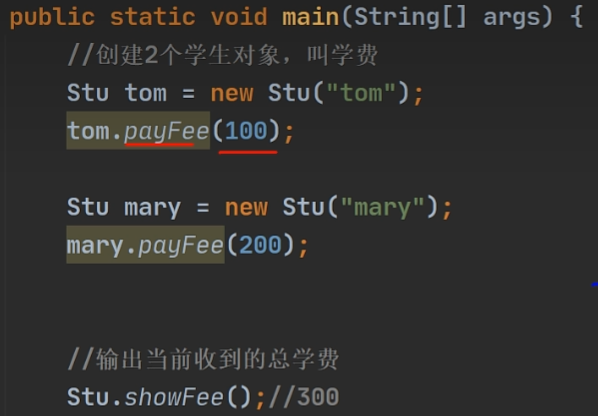 public static void main(String[] args) {
//创建2个学生对象，叫学费
Stu tom = new Stu("tom");
tom.payFee(100);
Stu mary = new Stu("mary");
mary.payFee(200);
//输出当前收到的总学费
Stu.showFee();//300